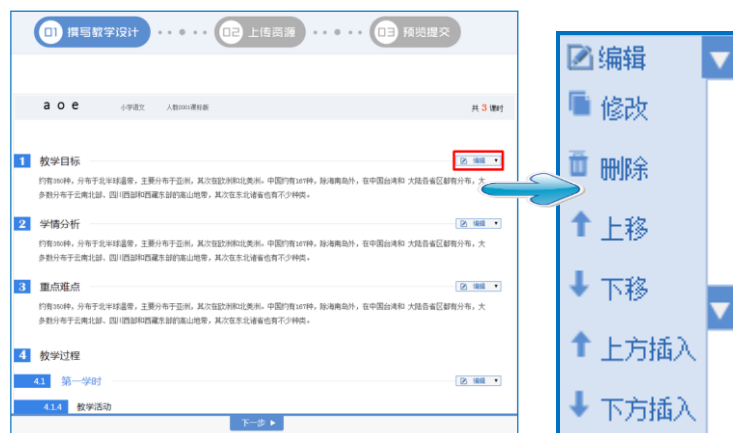 01 撰写教学设计
02 上传资源
03 预览提交
a o e 小学语文 人教2001课标版 共 3 课时
1 教学目标 编辑
约有350种，分布于北半球温带，主要分布于亚洲，其次在欧洲和北美洲。中国约有167种，除海南岛外，在中国台湾和 大陆各省区都有分布，大
多数分布于云南北部、四川西部和西藏东部的高山地带，其次在东北诸省也有不少种类。
2 学情分析 编辑
约有350种，分布于北半球温带，主要分布于亚洲，其次在欧洲和北美洲。中国约有167种，除海南岛外，在中国台湾和 大陆各省区都有分布，大
多数分布于云南北部、四川西部和西藏东部的高山地带，其次在东北诸省也有不少种类。
3 重点难点 编辑
约有350种，分布于北半球温带，主要分布于亚洲，其次在欧洲和北美洲。中国约有167种，除海南岛外，在中国台湾和 大陆各省区都有分布，大
多数分布于云南北部、四川西部和西藏东部的高山地带，其次在东北诸省也有不少种类。
4 教学过程
4.1 第一学时 编辑
4.1.4 教学活动
下一步
编辑
修改
删除
上移
下移
上方插入
下方插入